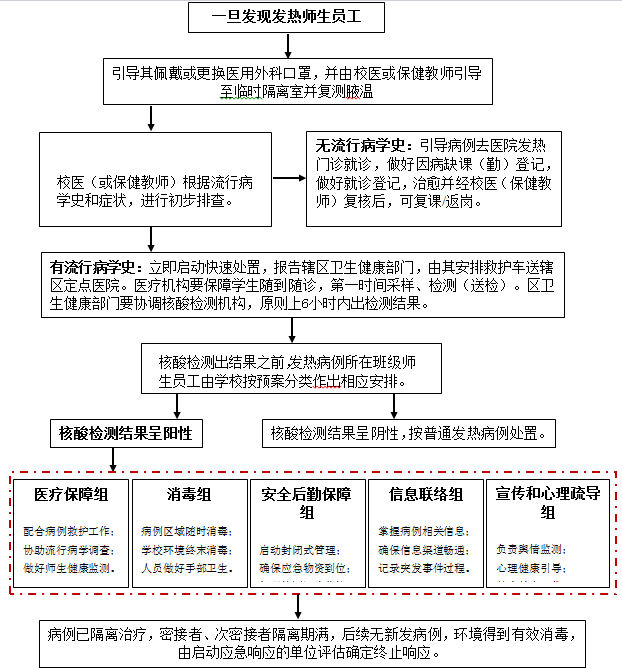 一旦发现发热师生员工
引导其佩戴或更换医用外科口罩，并由校医或保健教师引导
至临时隔离室并复测腋温
校医（或保健教师）根据流行病
学史和症状，进行初步排查。
无流行病学史：引导病例去医院发热
门诊就诊，做好因病缺课（勤）登记，
做好就诊登记，治愈并经校医（保健教
师）复核后，可复课/返岗。
有流行病学史：立即启动快速处置，报告辖区卫生健康部门，由其安排救护车送辖
区定点医院。医疗机构要保障学生随到随诊，第一时间采样、检测（送检）。区卫
生健康部门要协调核酸检测机构，原则上6小时内出检测结果。
核酸检测出结果之前,发热病例所在班级师
生员工由学校按预案分类作出相应安排。
核酸检测结果呈阳性
核酸检测结果呈阴性,按普通发热病例处置。
医疗保障组
配合病例救护工作；
协助流行病学调查；
做好师生健康监测。
消毒组
病例区域随时消毒；
学校环境终末消毒；
人员做好手部卫生。
安全后勤保障
组
启动封闭式管理；
确保应急物资到位；
信息联络组
掌握病例相关信息；
确保信息渠道畅通；
记录突发事件过程。
宣传和心理疏导
组
负责舆情监测；
心理健康引导；
病例已隔离治疗，密接者、次密接者隔离期满，后续无新发病例，环境得到有效消毒，
由启动应急响应的单位评估确定终止响应。